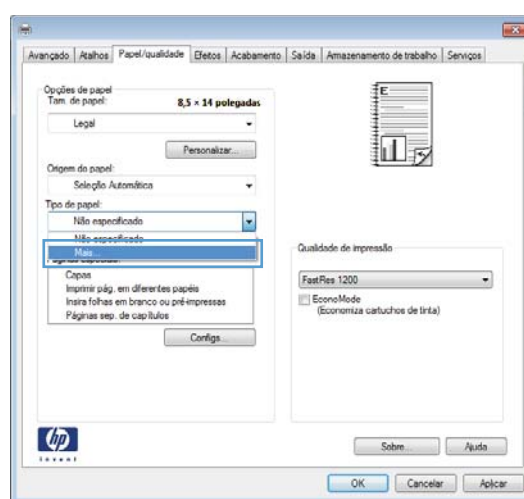 Avançado Atalhos Papel/qualidade Efeitos Acabamento Saída Armazenamento de trabalho Serviços
Opções de papel
Tam. de papel: 8,5 × 14 polegadas
Legal
Personalizar...
Origem do papel:
Seleção Automática
Tipo de papel:
Não especificado
Não especificado
Mais...
Páginas especiais:
Capas
Imprimir pág. em diferentes papéis
Insira folhas em branco ou pré-impressas
Páginas sep. de capítulos
Configs...
E
Qualidade de impressão
FastRes 1200
EconoMode
(Economiza cartuchos de tinta)
hp
invent
Sobre... Ajuda
OK Cancelar Aplicar